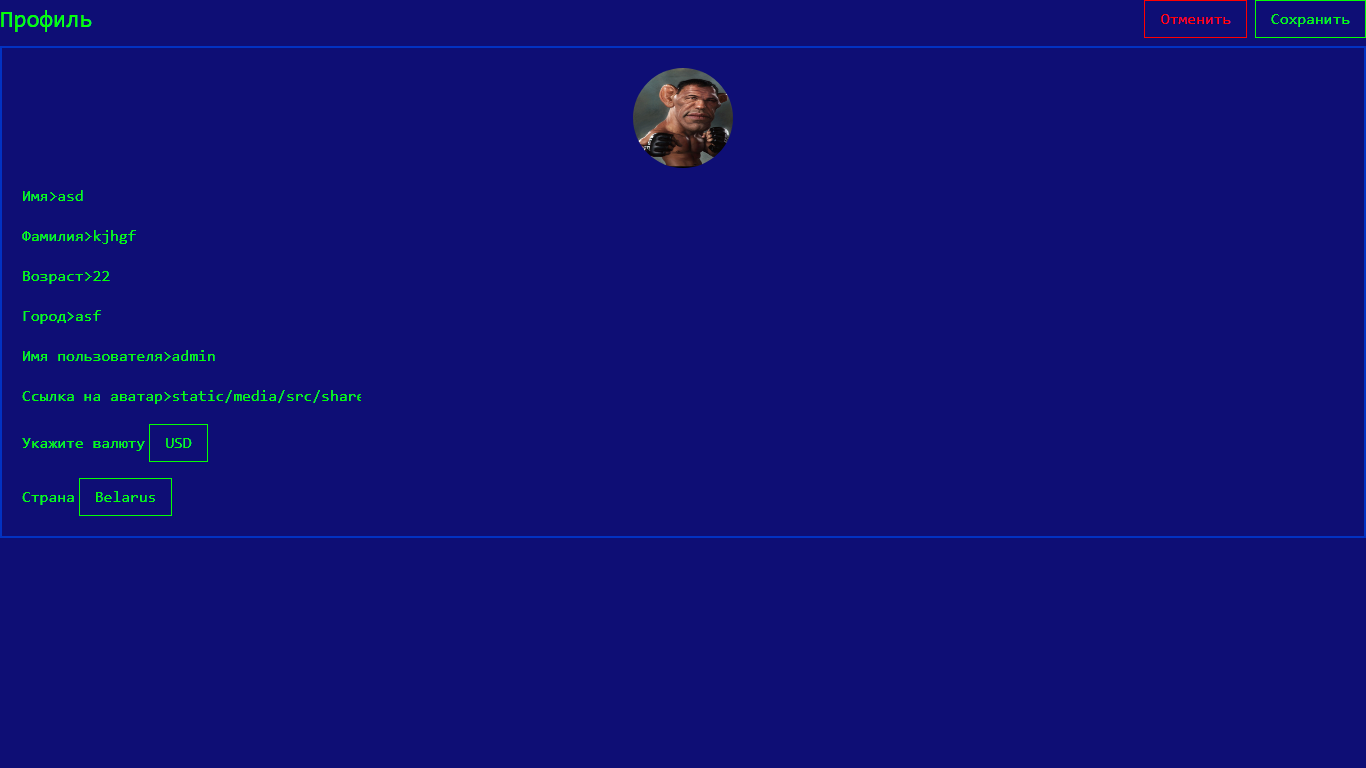 Профиль
Отменить Сохранить
Имя>asd
Фамилия>kjhgf
Возраст>22
Город>asf
Имя пользователя>admin
Ссылка на аватар>static/media/src/share
Укажите валюту USD
Страна Belarus